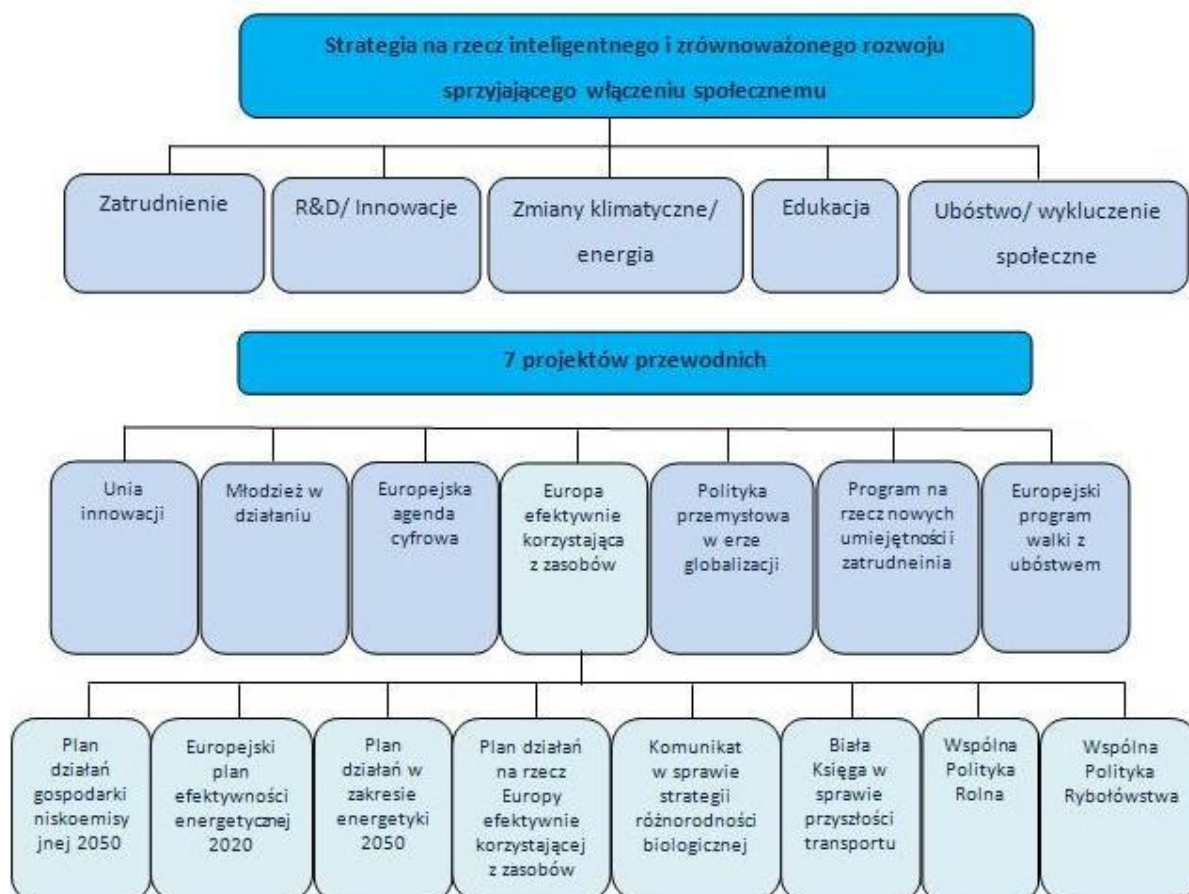 Strategia na rzecz inteligentnego i zrównoważonego rozwoju
sprzyjającego włączeniu społecznemu
Zatrudnienie
R&D/ Innowacje
Zmiany klimatyczne/
energia
Edukacja
Ubóstwo/ wykluczenie
społeczne
7 projektów przewodnich
Unia
innowacji
Młodzież w
działaniu
Europejska
agenda
cyfrowa
Europa
efektywnie
korzystająca
z zasobów
Polityka
przemysłowa
w erze
globalizacji
Program na
rzecz nowych
umiejętności i
zatrudneinia
Europejski
program
walki z
ubóstwem
Plan
działań
gospodarki
niskoemisy
jnej 2050
Europejski
plan
efektywności
energetycznej
2020
Plan
działań w
zakresie
energetyki
2050
Plan działań
na rzecz
Europy
efektywnie
korzystającej
z zasobów
Komunikat
w sprawie
strategii
różnorodności
biologicznej
Biała
Księga w
sprawie
przyszłości
transportu
Wspólna
Polityka
Rolna
Wspólna
Polityka
Rybołówstwa